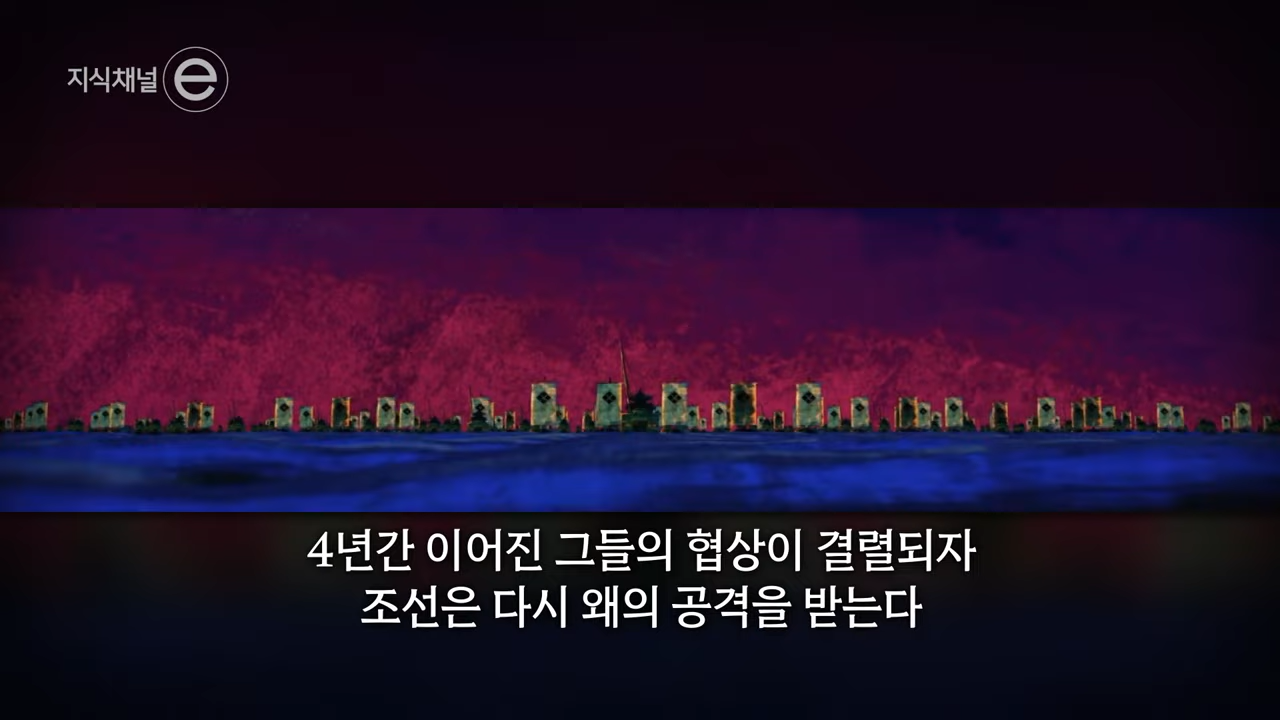 지식채널 e
4년간 이어진 그들의 협상이 결렬되자
조선은 다시 왜의 공격을 받는다